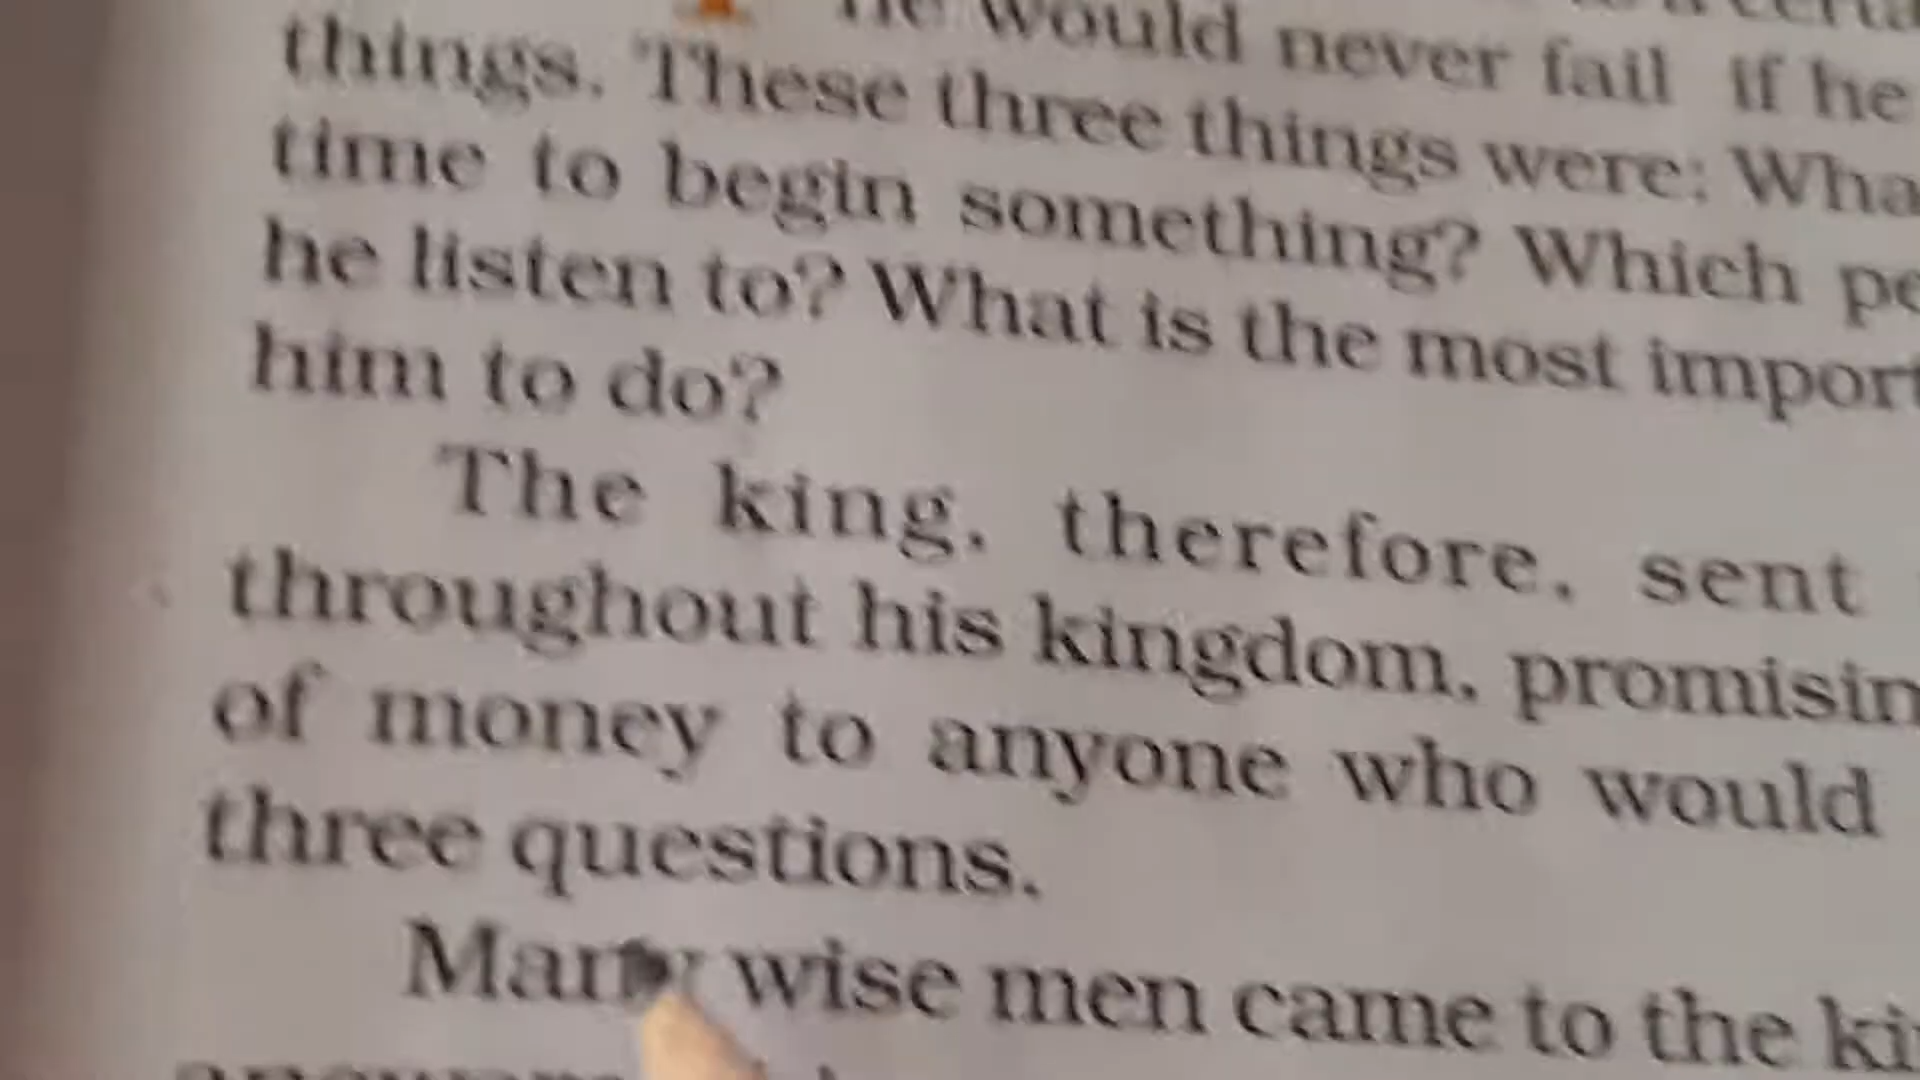 he would never fail if he
things. These three things were: Wha
time to begin something? Which pe
he listen to? What is the most import
him to do?
The king, therefore, sent
throughout his kingdom, promisin
of money to anyone who would
three questions.
Many wise men came to the ki